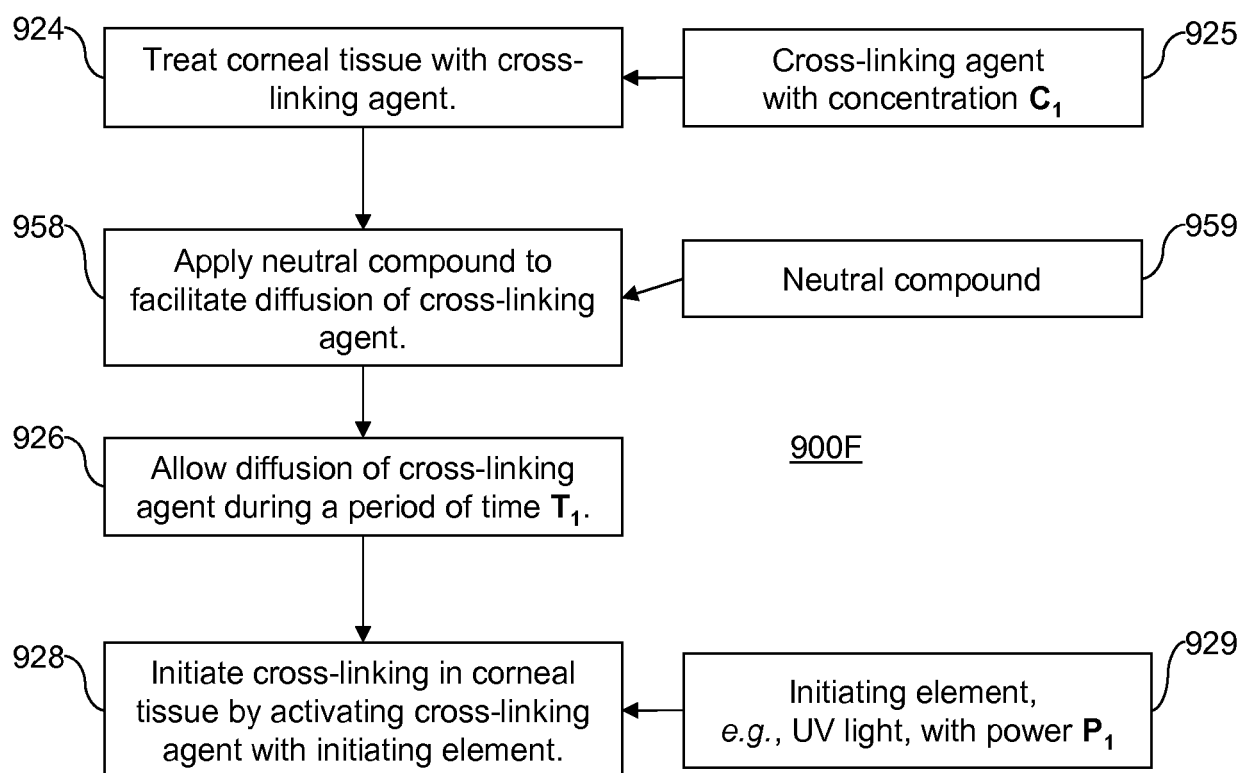 924
Treat corneal tissue with cross-
linking agent.
Cross-linking agent
with concentration C₁
925
958
Apply neutral compound to
facilitate diffusion of cross-linking
agent.
Neutral compound
959
926
Allow diffusion of cross-linking
agent during a period of time T₁.
900F
928
Initiate cross-linking in corneal
tissue by activating cross-linking
agent with initiating element.
Initiating element,
e.g., UV light, with power P₁
929